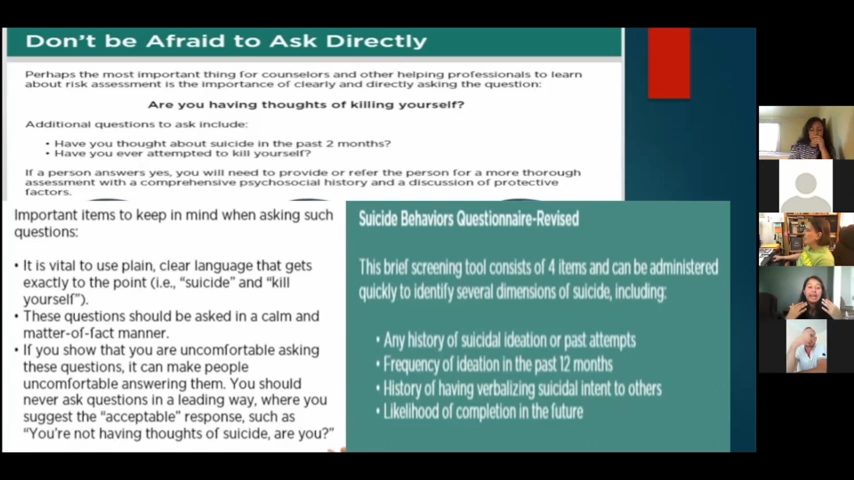 Don't be Afraid to Ask Directly
Perhaps the most important thing for counselors and other helping professionals to learn
about risk assessment is the importance of clearly and directly asking the question:
Are you having thoughts of killing yourself?
Additional questions to ask include:
• Have you thought about suicide in the past 2 months?
• Have you ever attempted to kill yourself?
If a person answers yes, you will need to provide or refer the person for a more thorough
assessment with a comprehensive psychosocial history and a discussion of protective
factors.
Important items to keep in mind when asking such
questions:
• It is vital to use plain, clear language that gets
exactly to the point (i.e., "suicide" and "kill
yourself").
• These questions should be asked in a calm and
matter-of-fact manner.
• If you show that you are uncomfortable asking
these questions, it can make people
uncomfortable answering them. You should
never ask questions in a leading way, where you
suggest the "acceptable" response, such as
"You're not having thoughts of suicide, are you?"
Suicide Behaviors Questionnaire-Revised
This brief screening tool consists of 4 items and can be administered
quickly to identify several dimensions of suicide, including:
• Any history of suicidal ideation or past attempts
• Frequency of ideation in the past 12 months
• History of having verbalizing suicidal intent to others
• Likelihood of completion in the future